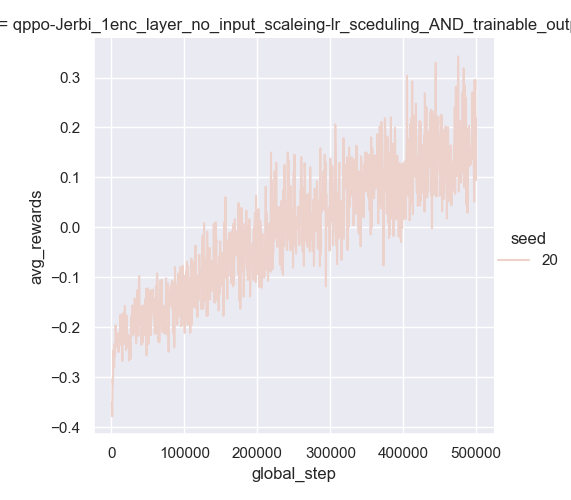 = qppo-Jerbi_1enc_layer_no_input_scaleing-lr_sceduling_AND_trainable_outp
0.3
0.2
0.1
0.0
−0.1
−0.2
−0.3
−0.4
avg_rewards
0 100000 200000 300000 400000 500000
global_step
seed
20